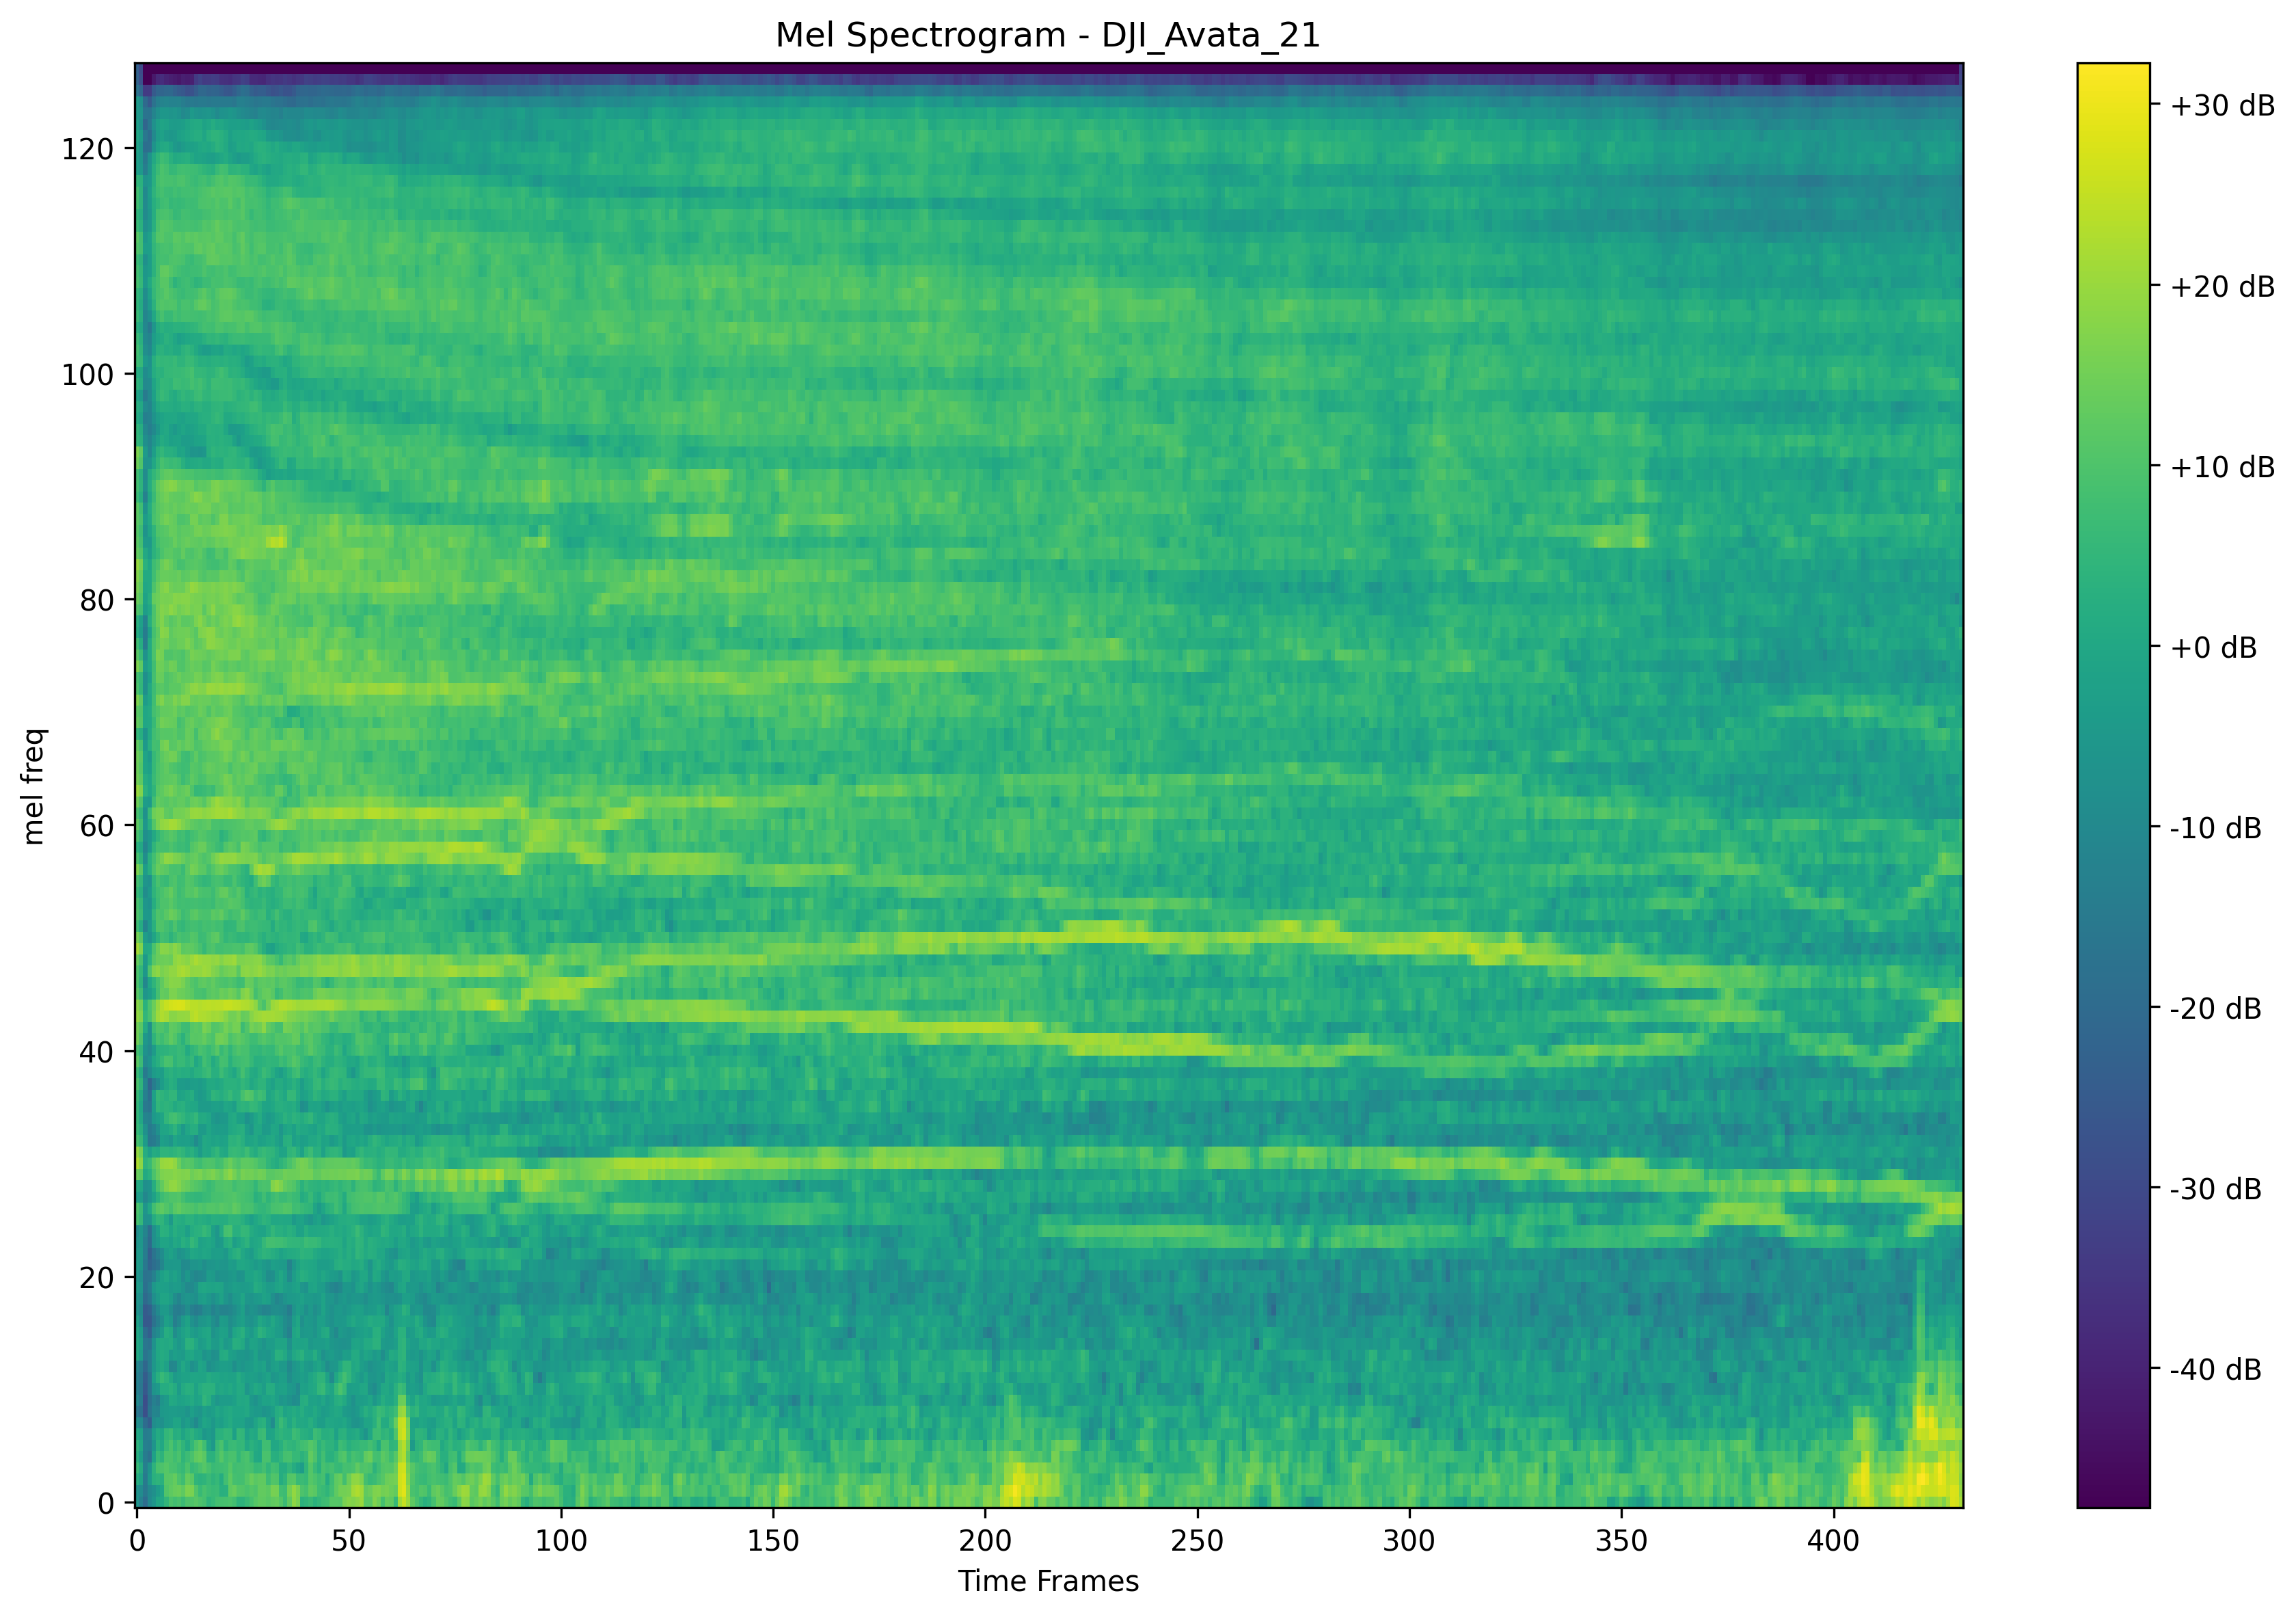 Mel Spectrogram - DJI_Avata_21
mel freq
120
100
80
60
40
20
0
0 50 100 150 200 250 300 350 400
Time Frames
+30 dB
+20 dB
+10 dB
+0 dB
-10 dB
-20 dB
-30 dB
-40 dB